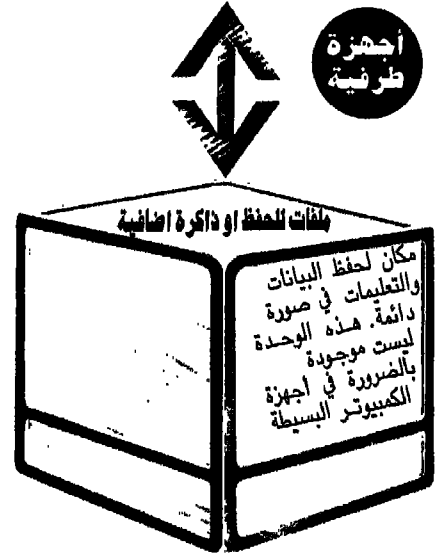 أجهزة
طرفية
ملفات للحفظ او ذاكرة اضافية
مكان لحفظ البيانات
والتعليمات في صورة
دائمة. هذه الوحدة
ليست موجودة
بالضرورة في أجهزة
الكمبيوتر البسيطة